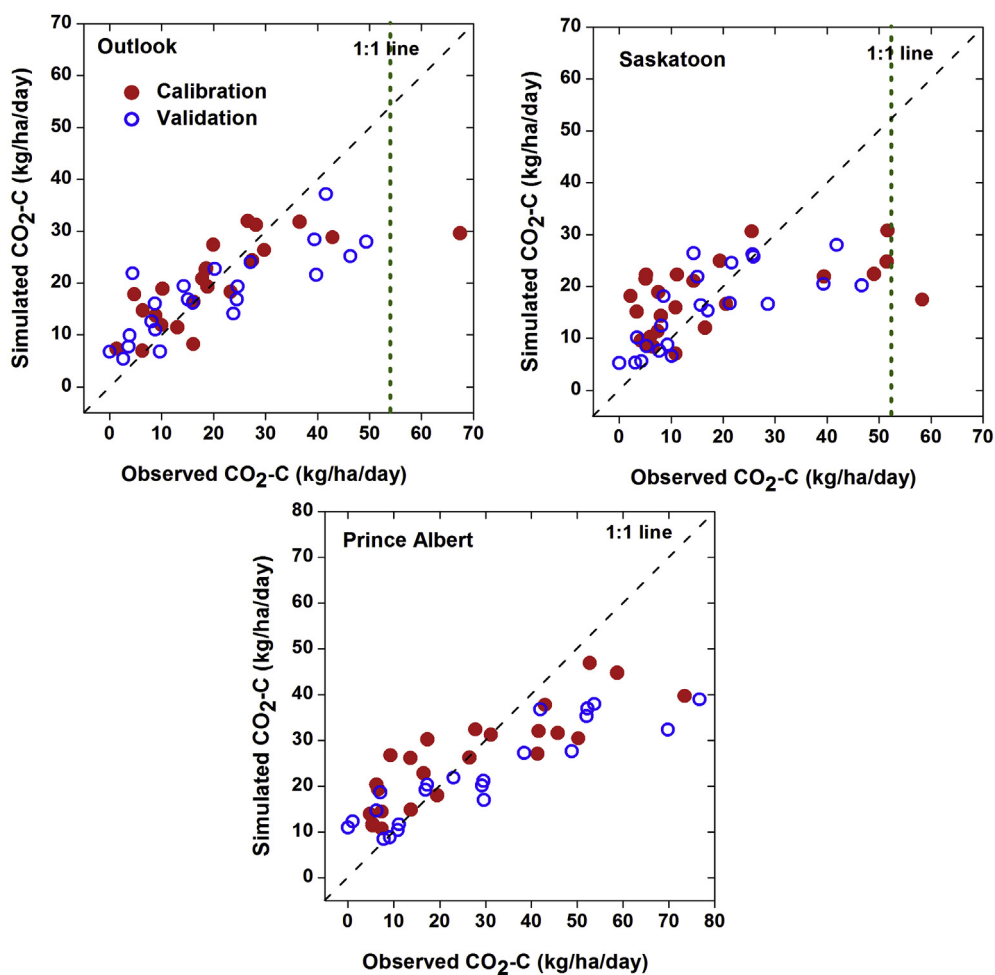 Outlook
1:1 line
Calibration
Validation
Simulated CO2-C (kg/ha/day)
70
60
50
40
30
20
10
0
0 10 20 30 40 50 60 70
Observed CO2-C (kg/ha/day)
Saskatoon
1:1 line
Simulated CO2-C (kg/ha/day)
70
60
50
40
30
20
10
0
0 10 20 30 40 50 60 70
Observed CO2-C (kg/ha/day)
Prince Albert
1:1 line
Simulated CO2-C (kg/ha/day)
80
70
60
50
40
30
20
10
0
0 10 20 30 40 50 60 70 80
Observed CO2-C (kg/ha/day)